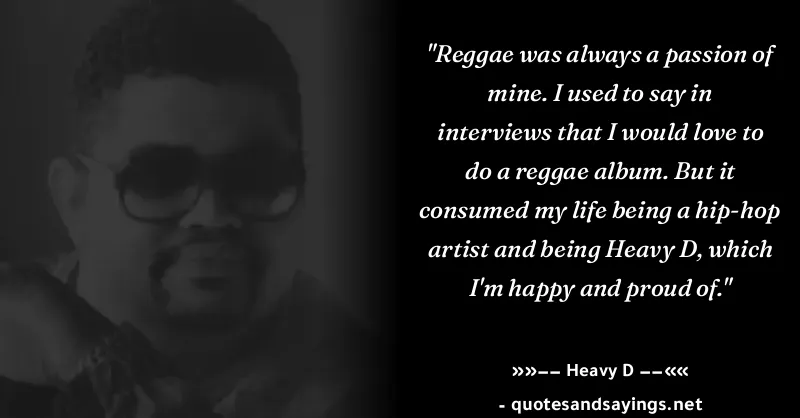 "Reggae was always a passion of
mine. I used to say in
interviews that I would love to
do a reggae album. But it
consumed my life being a hip-hop
artist and being Heavy D, which
I'm happy and proud of."
»»−− Heavy D −−««
- quotesandsayings.net